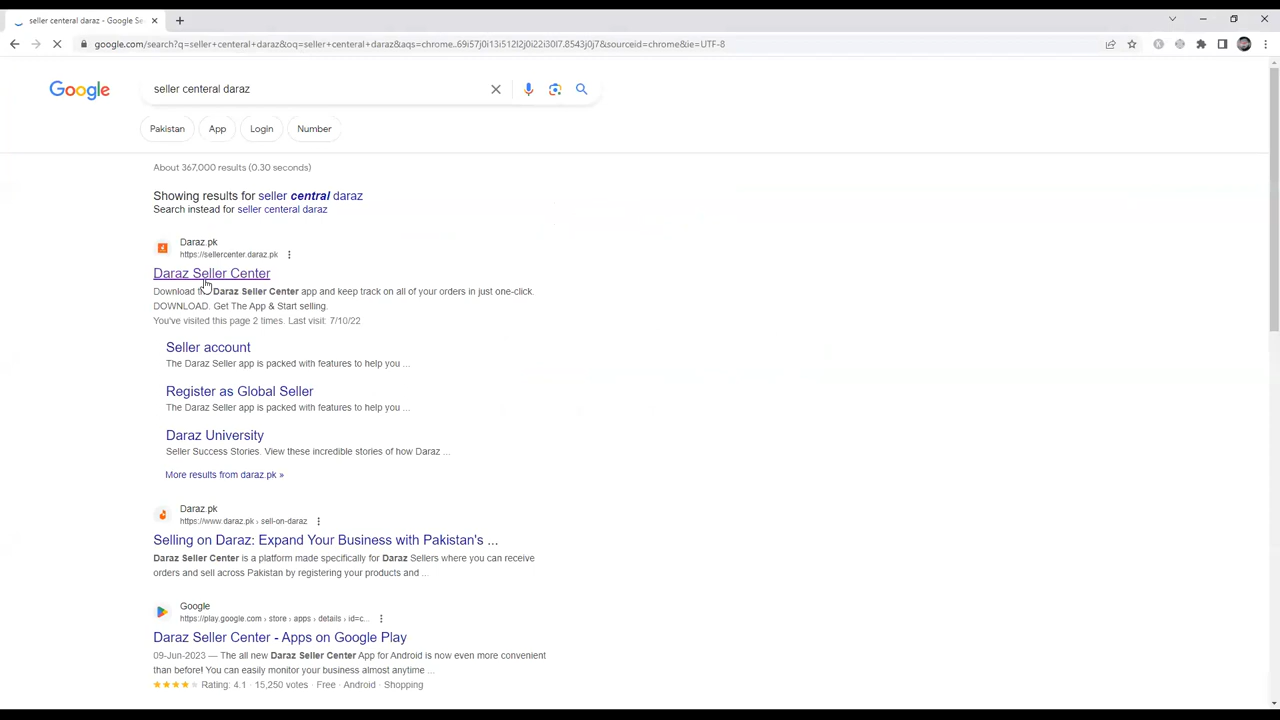 seller centeral daraz - Google Se
google.com/search?q=seller+centeral+daraz&oq=seller+centeral+daraz&aqs=chrome..69i57j0i13i512l2j0i22i30l7.8543j0j7&sourceid=chrome&ie=UTF-8
Google
seller centeral daraz
Pakistan App Login Number
About 367,000 results (0.30 seconds)
Showing results for seller central daraz
Search instead for seller centeral daraz
Daraz.pk
https://sellercenter.daraz.pk
Daraz Seller Center
Download Daraz Seller Center app and keep track on all of your orders in just one-click.
DOWNLOAD. Get The App & Start selling.
You've visited this page 2 times. Last visit: 7/10/22
Seller account
The Daraz Seller app is packed with features to help you ...
Register as Global Seller
The Daraz Seller app is packed with features to help you ...
Daraz University
Seller Success Stories. View these incredible stories of how Daraz ...
More results from daraz.pk »
Daraz.pk
https://www.daraz.pk › sell-on-daraz
Selling on Daraz: Expand Your Business with Pakistan's ...
Daraz Seller Center is a platform made specifically for Daraz Sellers where you can receive
orders and sell across Pakistan by registering your products and ...
Google
https://play.google.com › store › apps › details › id=c...
Daraz Seller Center - Apps on Google Play
09-Jun-2023 — The all new Daraz Seller Center App for Android is now even more convenient
than before! You can easily monitor your business almost anytime ...
Rating: 4.1 · 15,250 votes · Free · Android · Shopping